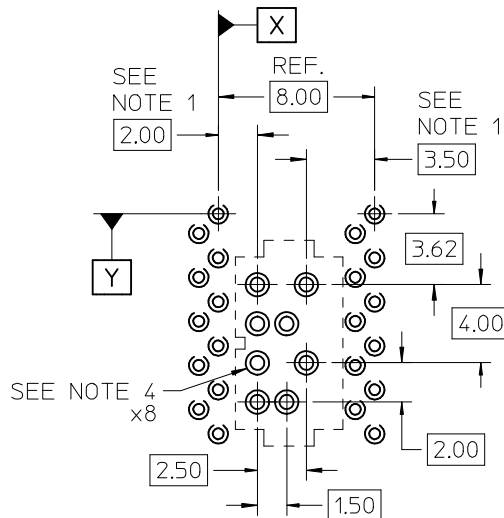 X
SEE
NOTE 1
2.00
REF.
8.00
SEE
NOTE 1
3.50
Y
3.62
4.00
SEE NOTE 4
x8
2.00
2.50
1.50